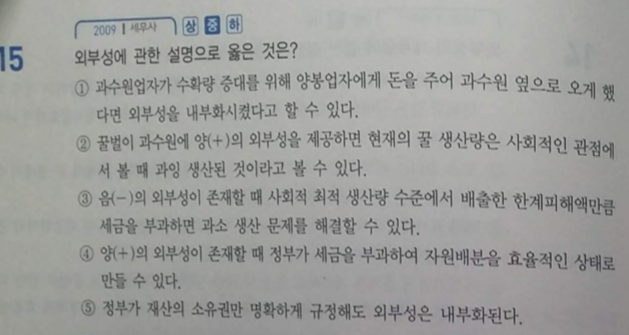 2009 | 세무사 상 중 하
15 외부성에 관한 설명으로 옳은 것은?
① 과수원업자가 수확량 증대를 위해 양봉업자에게 돈을 주어 과수원 옆으로 오게 했
다면 외부성을 내부화시켰다고 할 수 있다.
② 꿀벌이 과수원에 양(+)의 외부성을 제공하면 현재의 꿀 생산량은 사회적인 관점에
서 볼 때 과잉 생산된 것이라고 볼 수 있다.
③ 음(-)의 외부성이 존재할 때 사회적 최적 생산량 수준에서 배출한 한계피해액만큼
세금을 부과하면 과소 생산 문제를 해결할 수 있다.
④ 양(+)의 외부성이 존재할 때 정부가 세금을 부과하여 자원배분을 효율적인 상태로
만들 수 있다.
⑤ 정부가 재산의 소유권만 명확하게 규정해도 외부성은 내부화된다.